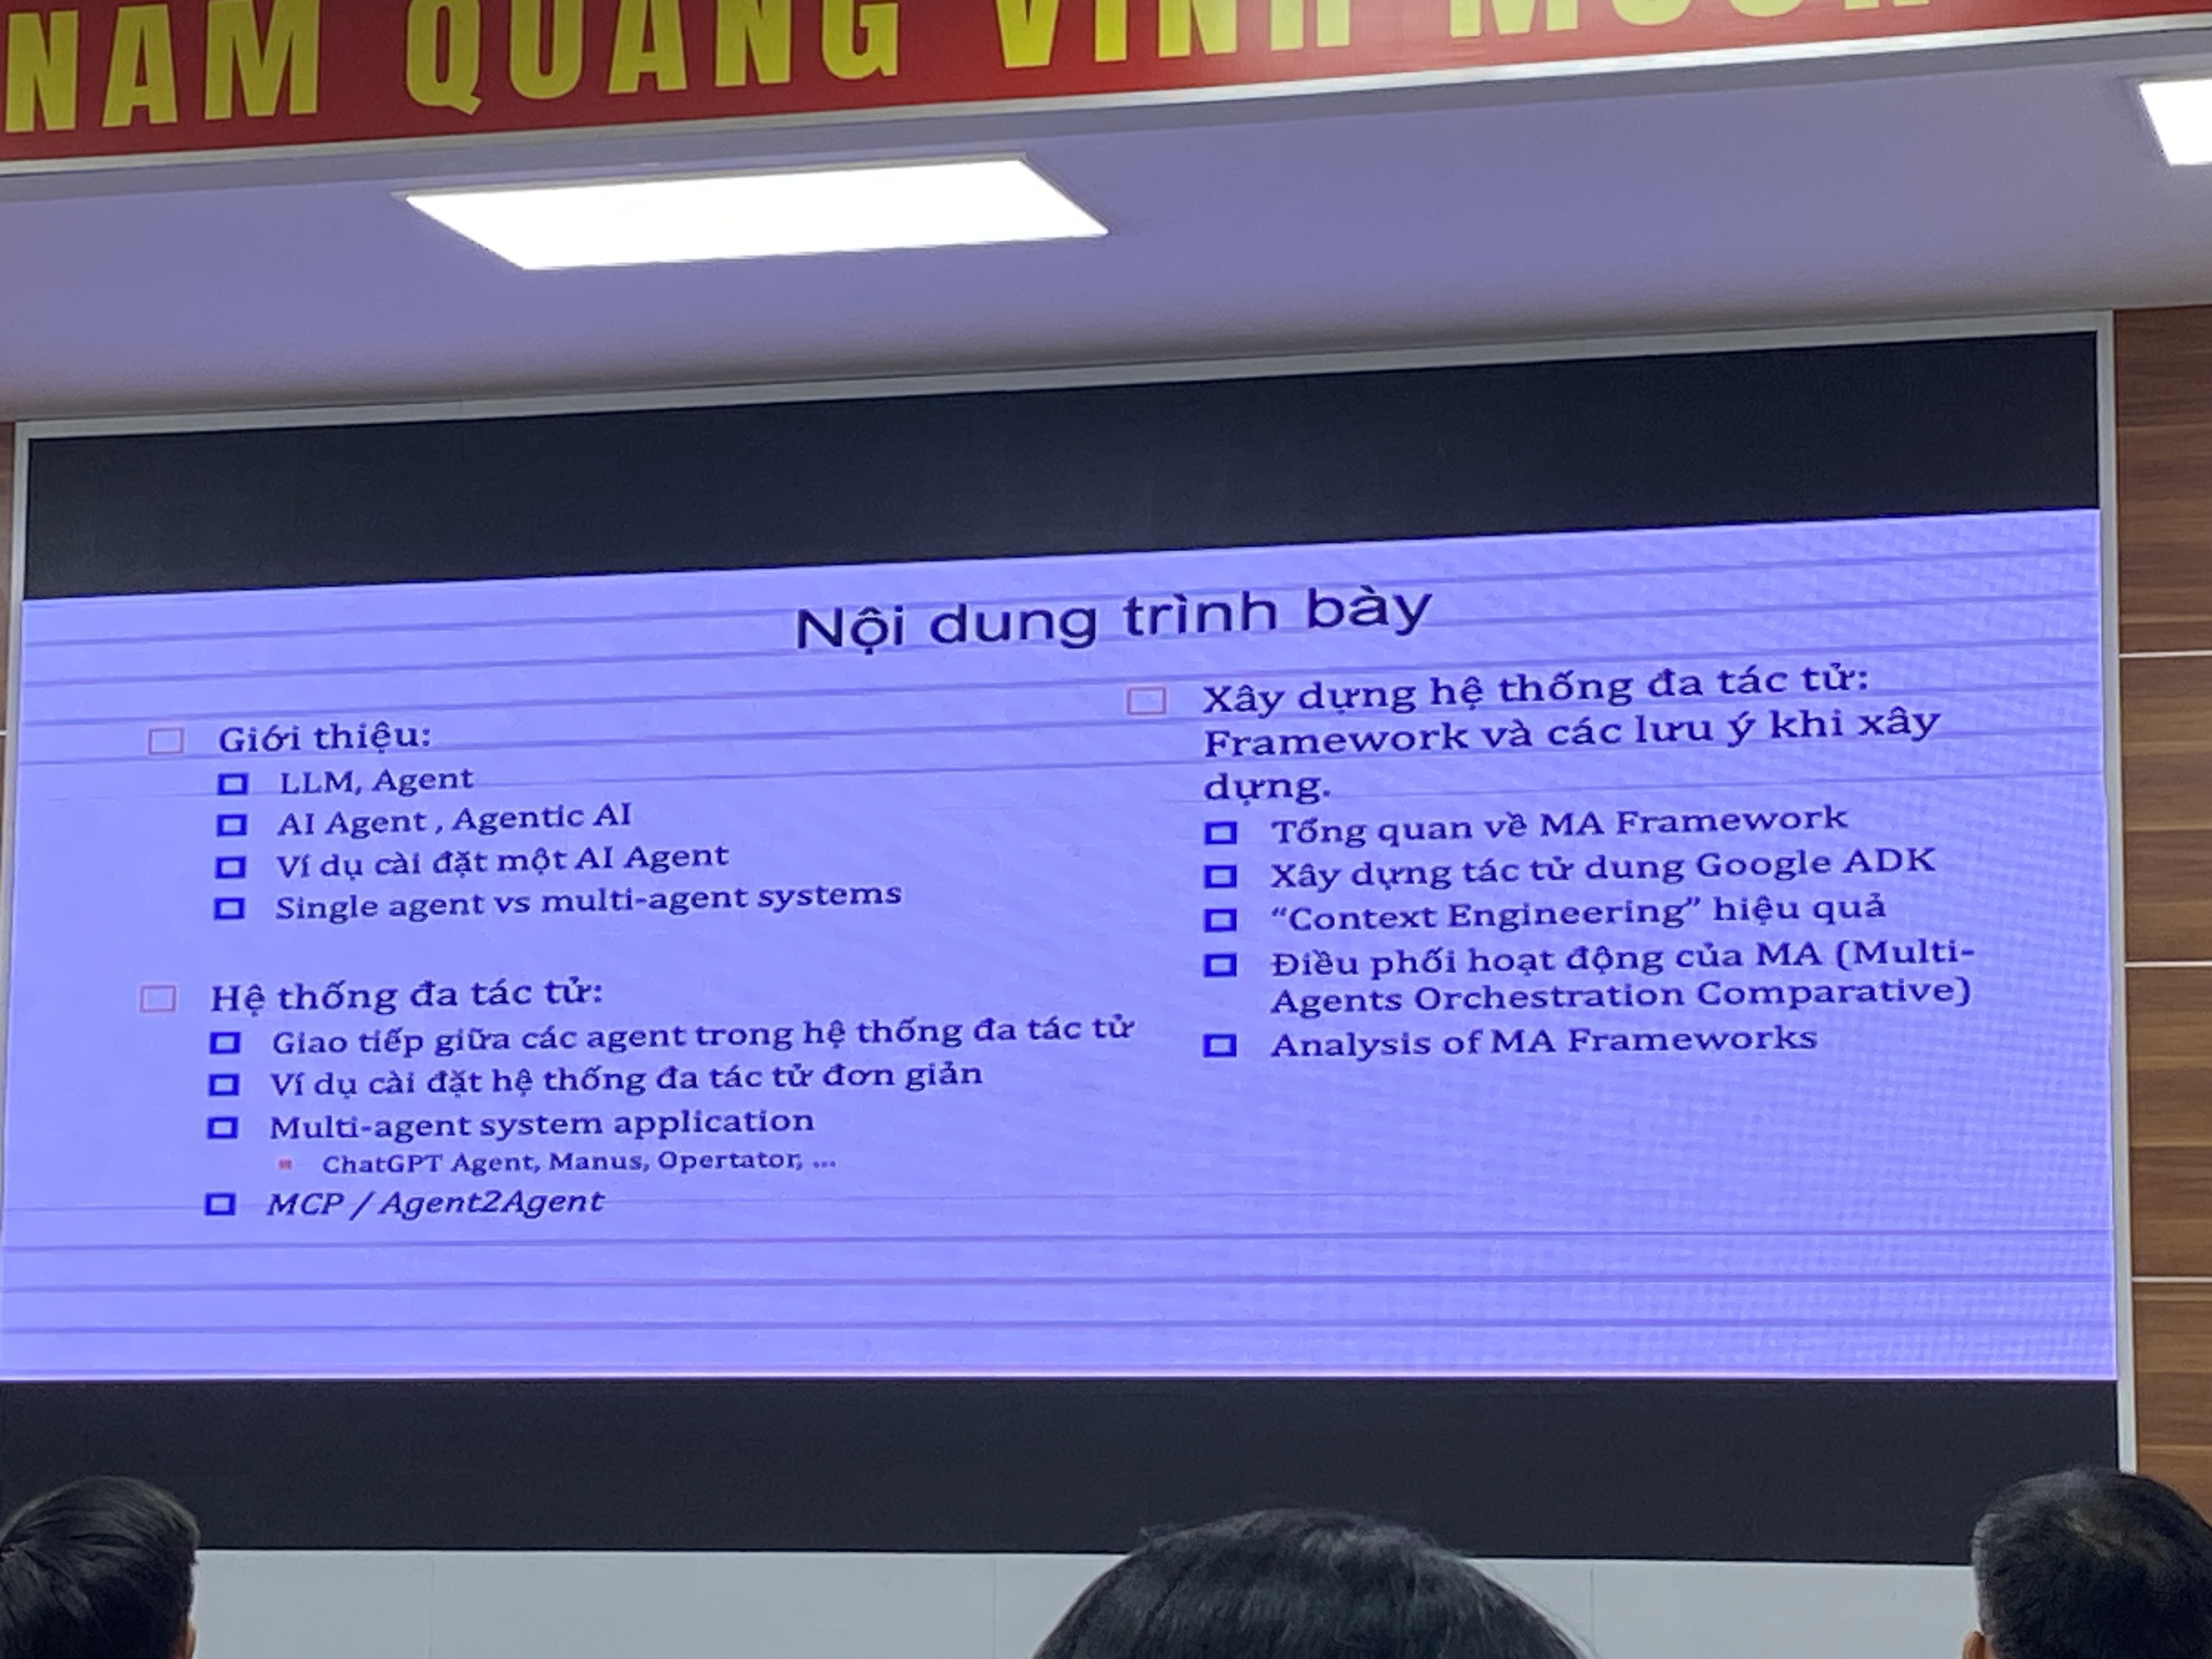 NAM QUANG VINH
Nội dung trình bày
Giới thiệu:
LLM, Agent
AI Agent , Agentic AI
Ví dụ cài đặt một AI Agent
Single agent vs multi-agent systems
Hệ thống đa tác tử:
Giao tiếp giữa các agent trong hệ thống đa tác tử
Ví dụ cài đặt hệ thống đa tác tử đơn giản
Multi-agent system application
ChatGPT Agent, Manus, Opertator, ...
MCP / Agent2Agent
Xây dựng hệ thống đa tác tử:
Framework và các lưu ý khi xây
dựng.
Tổng quan về MA Framework
Xây dựng tác tử dung Google ADK
“Context Engineering” hiệu quả
Điều phối hoạt động của MA (Multi-
Agents Orchestration Comparative)
Analysis of MA Frameworks